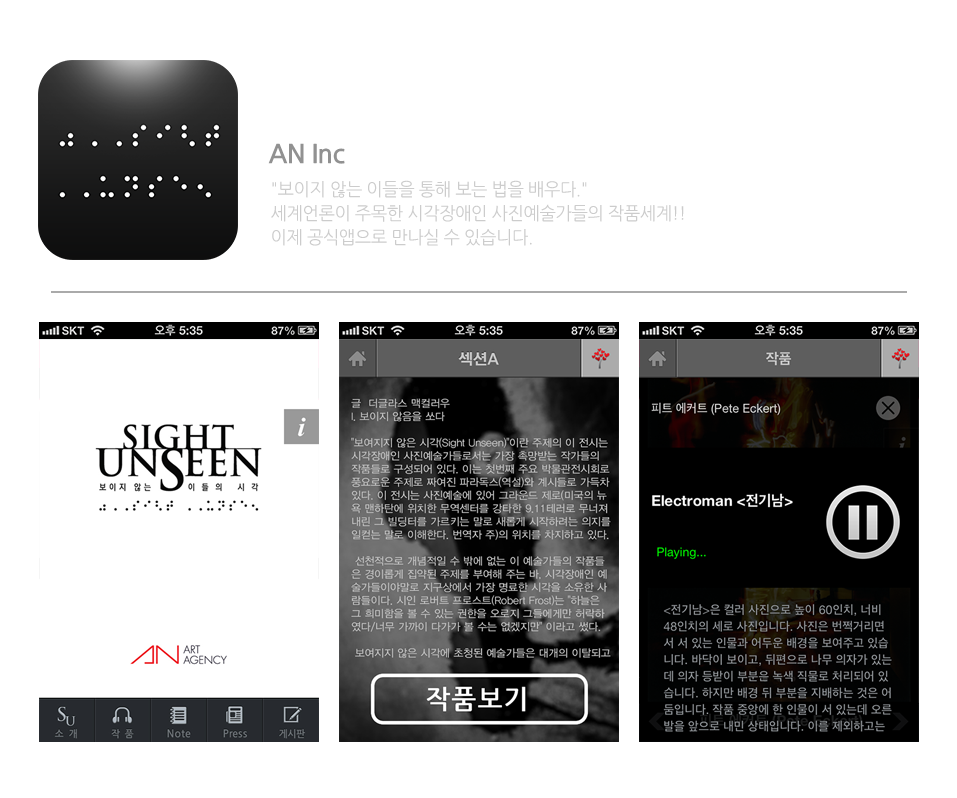 AN Inc
"보이지 않는 이들을 통해 보는 법을 배우다."
세계언론이 주목한 시각장애인 사진예술가들의 작품세계!!
이제 공식앱으로 만나실 수 있습니다.
SKT 오후 5:35 87%
i
SIGHT
UNSEEN
보이지 않는 이들의 시각
AN ART
AGENCY
SU
소개 작품 Note Press 게시판
SKT 오후 5:35 87%
섹션A
글 더글라스 맥컬러우
I, 보이지 않음을 쏘다
"보여지지 않은 시각(Sight Unseen)"이란 주제의 이 전시는
시각장애인 사진예술가들로서는 가장 촉망받는 작가들의
작품들로 구성되어 있다. 이는 첫번째 주요 박물관전시회로
풍요로운 주제로 짜여진 파라독스(역설)와 계시들로 가득차
있다. 이 전시는 사진예술에 있어 그라운드 제로(미국의 뉴
욕 맨하탄에 위치한 무역센터를 강타한 9.11테러로 무너져
내린 그 빌딩터를 가르키는 말로 새롭게 시작하려는 의지를
일컫는 말로 이해한다. 번역자 주)의 위치를 차지하고 있다.
선천적으로 개념적일 수 밖에 없는 이 예술가들의 작품들
은 경이롭게 집약된 주제를 부여해 주는 바, 시각장애인 예
술가들이야말로 지구상에서 가장 명료한 시각을 소유한 사
람들이다. 시인 로버트 프로스트(Robert Frost)는 "하늘은
그 희미함을 볼 수 있는 권한을 오로지 그들에게만 허락하
였다/너무 가까이 다가가 볼 수는 없겠지만" 이라고 썼다.
보여지지 않은 시각에 초청된 예술가들은 대개의 이탈되고
작품보기
SKT 오후 5:35 87%
작품
피트 에커트 (Pete Eckert)
i
Electroman <전기남>
Playing...
<전기남>은 컬러 사진으로 높이 60인치, 너비
48인치의 세로 사진입니다. 사진은 번쩍거리면
서 서 있는 인물과 어두운 배경을 보여주고 있습
니다. 바닥이 보이고, 뒤편으로 나무 의자가 있는
데 의자 등받이 부분을 녹색 직물로 처리되어 있
습니다. 하지만 배경 뒤 부분을 지배하는 것은 어
둠입니다. 작품 중앙에 한 인물이 서 있는데 오른
발을 앞으로 내민 상태입니다. 이를 제외하고는